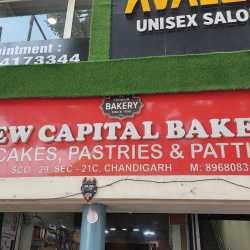 UNISEX SALO
ointment :
4173344
BAKERY
EW CAPITAL BAKE
CAKES, PASTRIES & PATTI
SCO - 29, SEC - 21C, CHANDIGARH
M: 8968083